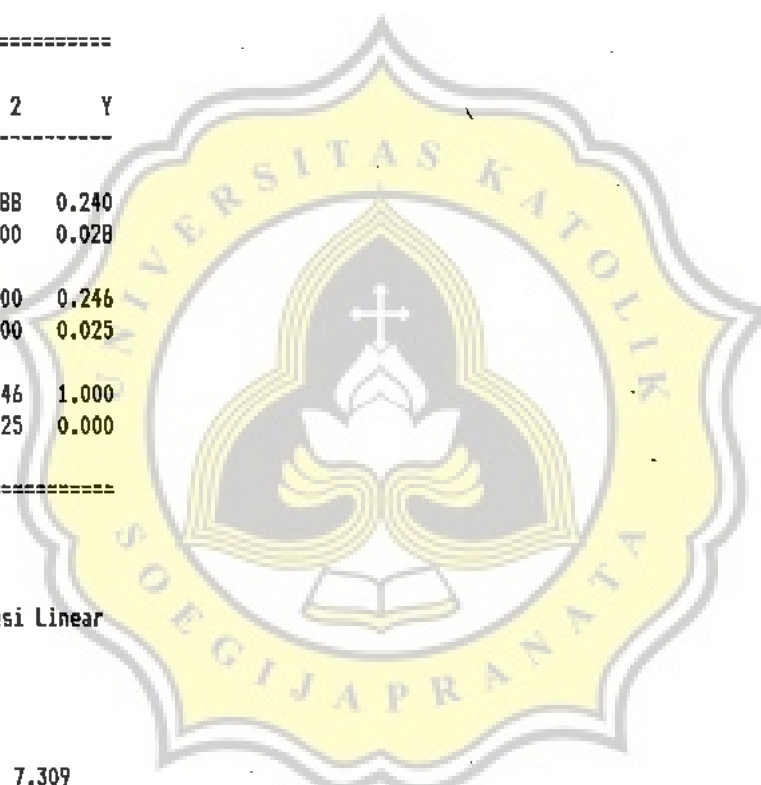 ==========
2 Y
----------
BB 0.240
00 0.028
00 0.246
00 0.025
46 1.000
25 0.000
===========
si Linear
7.309
UNIVERSITAS KATOLIK
SOEGIJAPRANATA